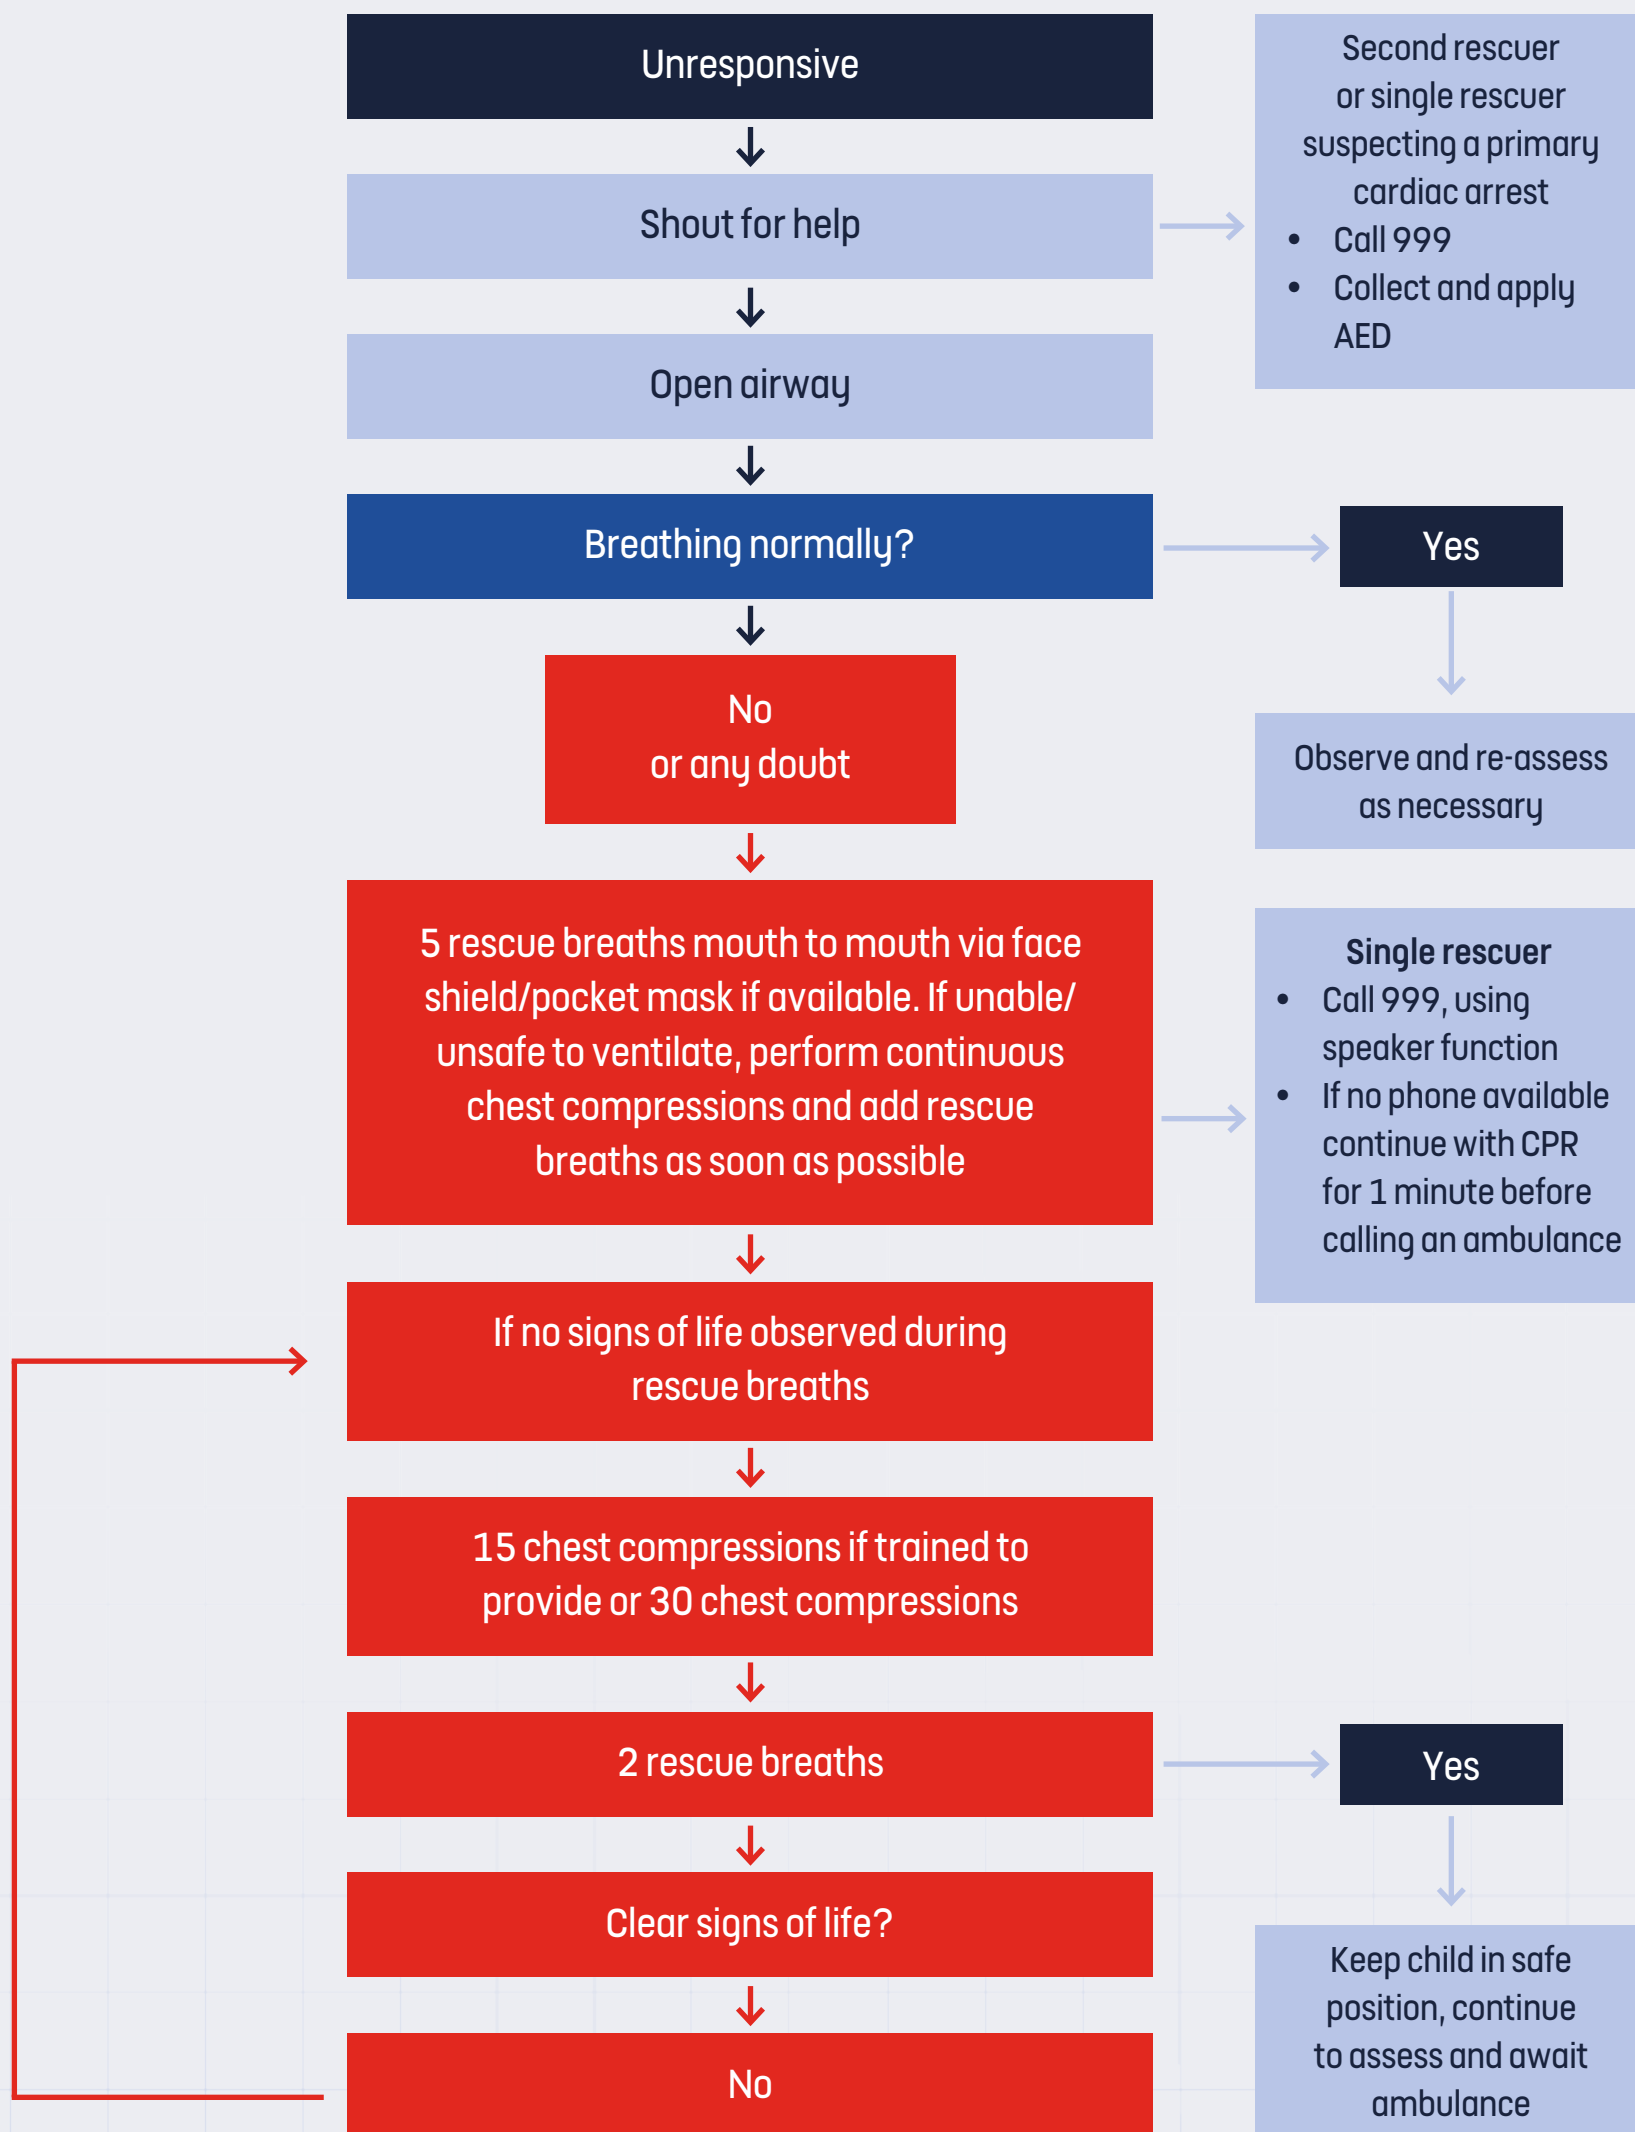 Unresponsive
Second rescuer
or single rescuer
suspecting a primary
cardiac arrest
• Call 999
• Collect and apply
AED
Shout for help
Open airway
Breathing normally?
Yes
No
or any doubt
Observe and re-assess
as necessary
5 rescue breaths mouth to mouth via face
shield/pocket mask if available. If unable/
unsafe to ventilate, perform continuous
chest compressions and add rescue
breaths as soon as possible
Single rescuer
• Call 999, using
speaker function
• If no phone available
continue with CPR
for 1 minute before
calling an ambulance
If no signs of life observed during
rescue breaths
15 chest compressions if trained to
provide or 30 chest compressions
2 rescue breaths
Yes
Clear signs of life?
Keep child in safe
position, continue
to assess and await
ambulance
No